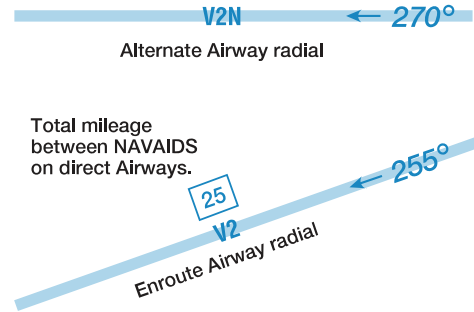 V2N ← 270°
Alternate Airway radial
Total mileage
between NAVAIDS
on direct Airways.
← 255°
25
V2
Enroute Airway radial